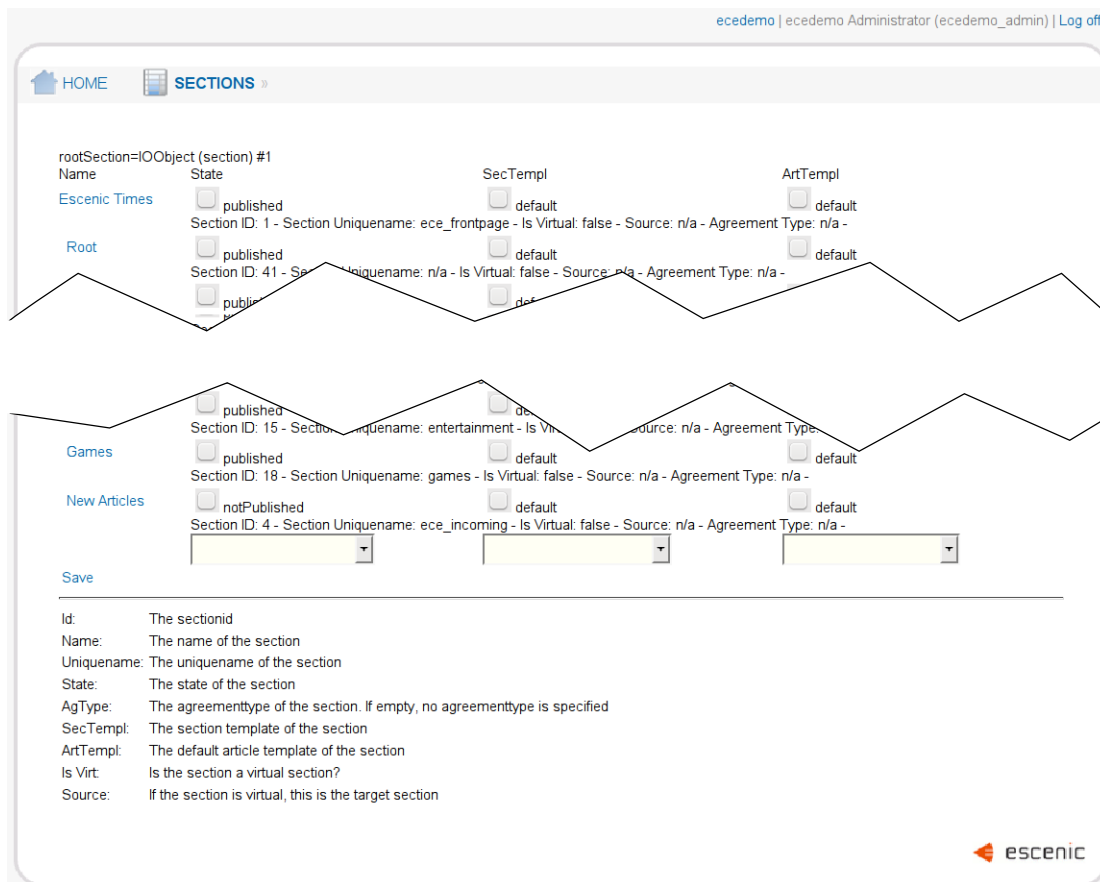 ecedemo | ecedemo Administrator (ecedemo_admin) | Log off
HOME SECTIONS »
rootSection=IOObject (section) #1
Name State SecTempl ArtTempl
Escenic Times published default default
Section ID: 1 - Section Uniquename: ece_frontpage - Is Virtual: false - Source: n/a - Agreement Type: n/a -
Root published default default
Section ID: 41 - Section Uniquename: n/a - Is Virtual: false - Source: n/a - Agreement Type: n/a -
published
Section ID: 15 - Section Uniquename: entertainment - Is Source: n/a - Agreement Type:
Games published default default
Section ID: 18 - Section Uniquename: games - Is Virtual: false - Source: n/a - Agreement Type: n/a -
New Articles notPublished default default
Section ID: 4 - Section Uniquename: ece_incoming - Is Virtual: false - Source: n/a - Agreement Type: n/a -
Save
Id: The sectionid
Name: The name of the section
Uniquename: The uniquename of the section
State: The state of the section
AgType: The agreementtype of the section. If empty, no agreementtype is specified
SecTempl: The section template of the section
ArtTempl: The default article template of the section
Is Virt: Is the section a virtual section?
Source: If the section is virtual, this is the target section
escenic